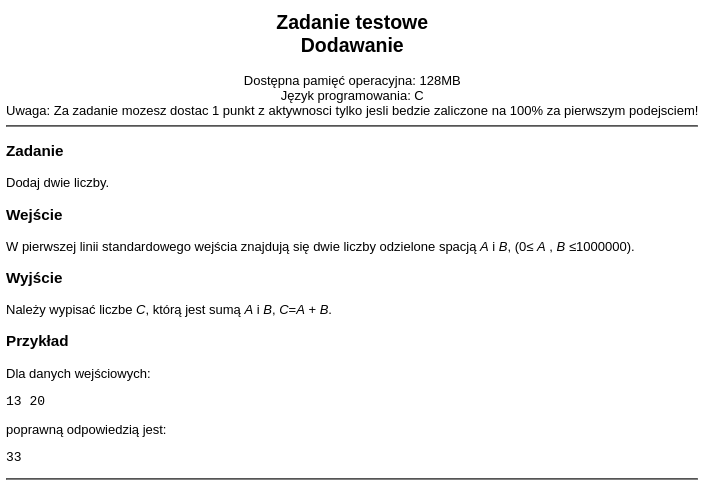 Zadanie testowe
Dodawanie
Dostępna pamięć operacyjna: 128MB
Język programowania: C
Uwaga: Za zadanie mozesz dostac 1 punkt z aktywnosci tylko jesli bedzie zaliczone na 100% za pierwszym podejsciem!
Zadanie
Dodaj dwie liczby.
Wejście
W pierwszej linii standardowego wejścia znajdują się dwie liczby odzielone spacją A i B, (0≤ A , B ≤1000000).
Wyjście
Należy wypisać liczbe C, którą jest sumą A i B, C=A + B.
Przykład
Dla danych wejściowych:
13 20
poprawną odpowiedzią jest:
33